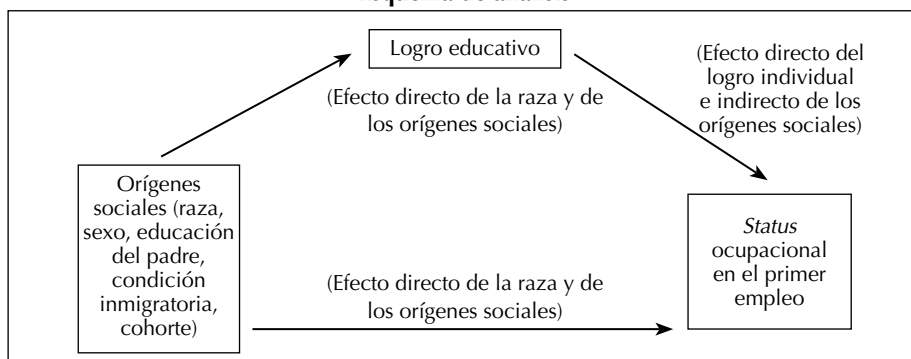 Logro educativo
(Efecto directo de la raza y de
los orígenes sociales)
(Efecto directo del
logro individual
e indirecto de los
orígenes sociales)
Orígenes
sociales (raza,
sexo, educación
del padre,
condición
inmigratoria,
cohorte)
(Efecto directo de la raza y de
los orígenes sociales)
Status
ocupacional
en el primer
empleo